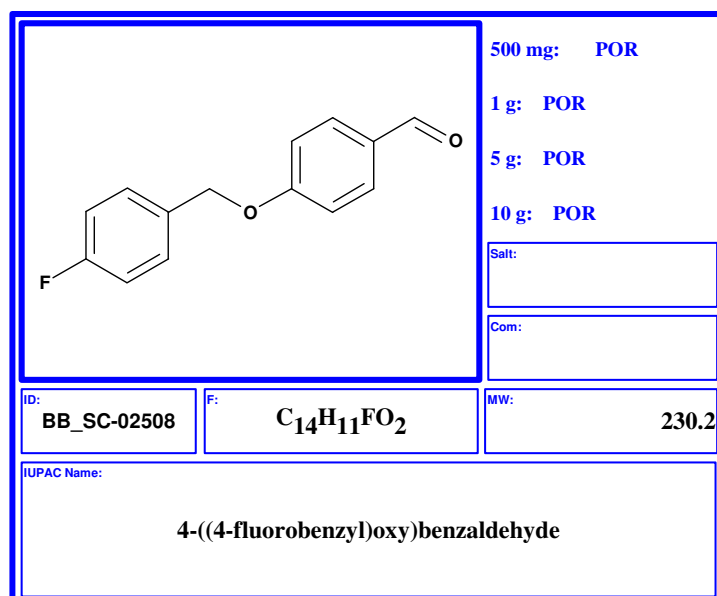 500 mg: POR
1 g: POR
5 g: POR
10 g: POR
O
O
F
Salt:
Com:
ID:
BB_SC-02508
F:
C14H11FO2
MW:
230.2
IUPAC Name:
4-((4-fluorobenzyl)oxy)benzaldehyde